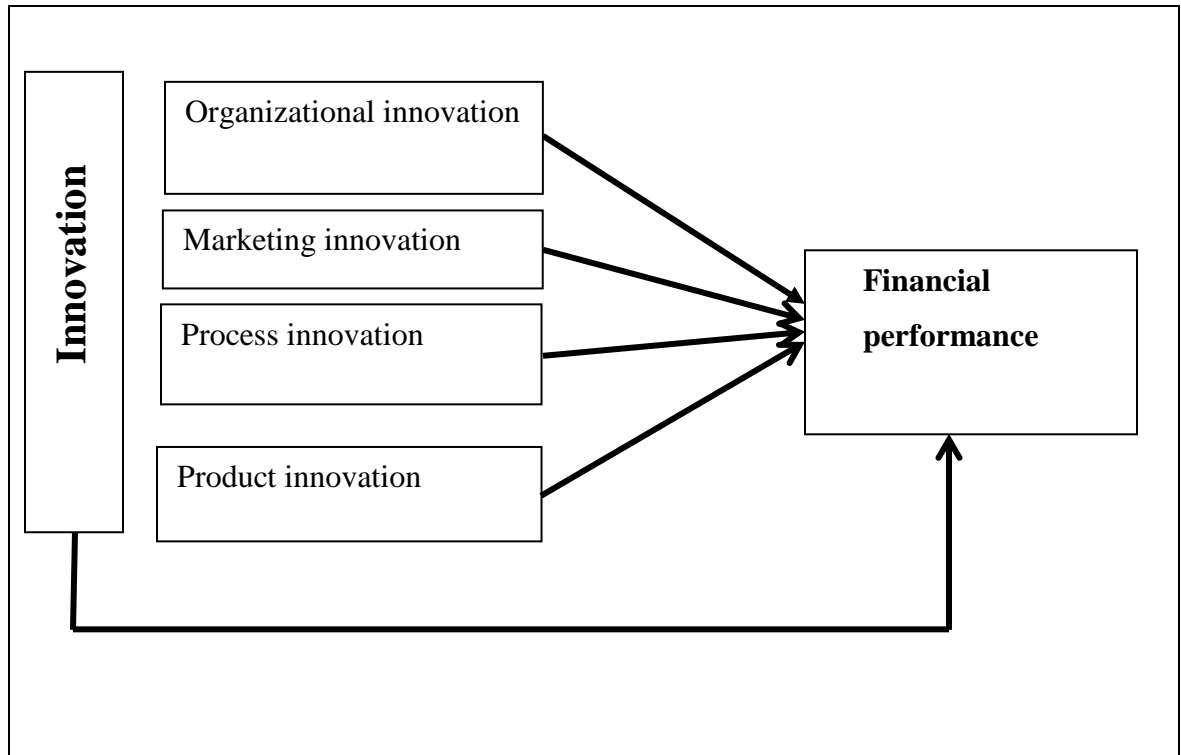 Innovation
Organizational innovation
Marketing innovation
Process innovation
Product innovation
Financial
performance